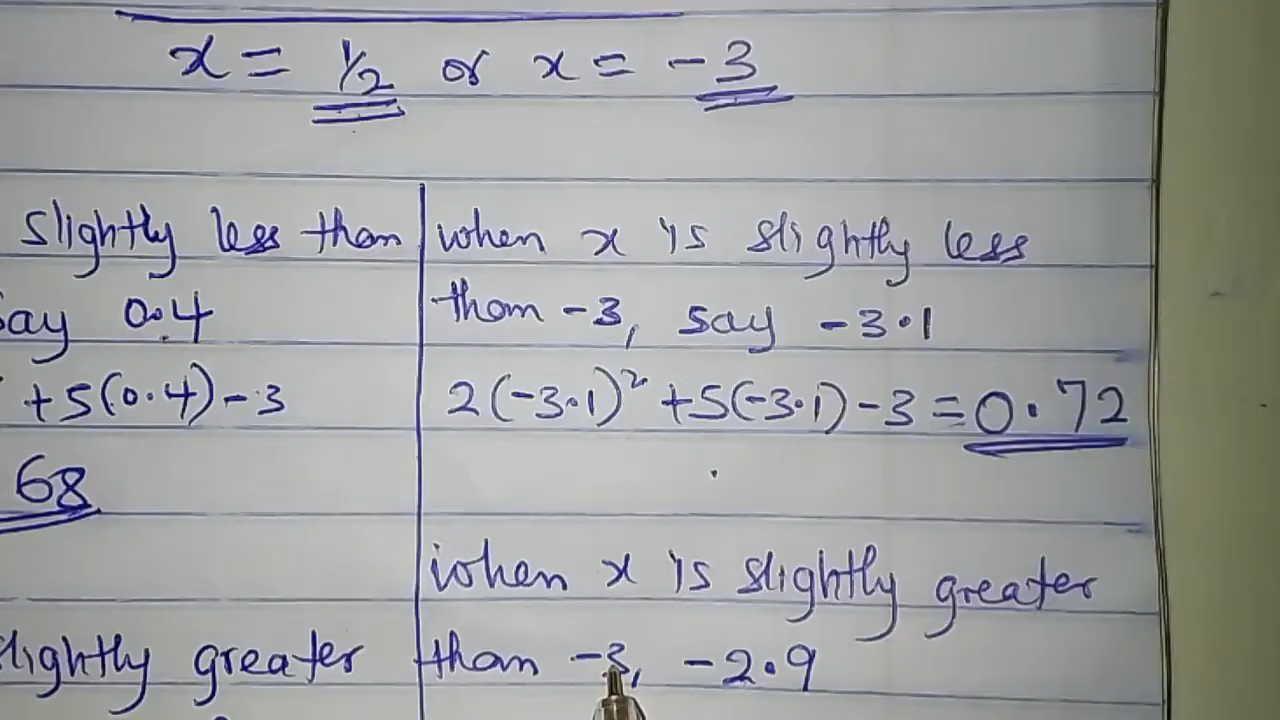 x = 1/2 or x = -3
slightly less than
say 0.4
+5(0.4)-3
68
slightly greater
when x is slightly less
than -3, say -3.1
2(-3.1)² +5(-3.1)-3 = 0.72
when x is slightly greater
than -3, -2.9